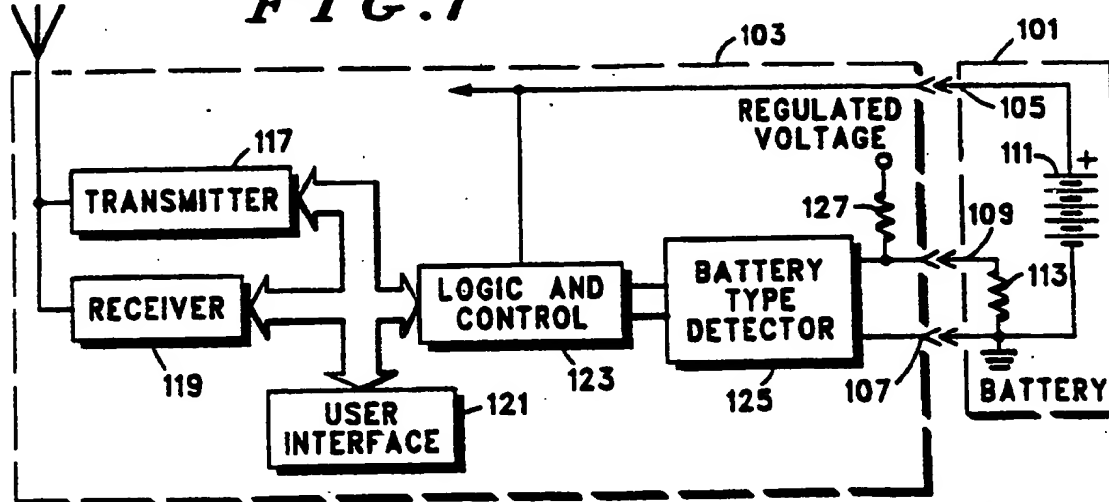 FIG.1
103
101
REGULATED
VOLTAGE
105
117
111
+
TRANSMITTER
127
109
BATTERY
TYPE
DETECTOR
113
RECEIVER
LOGIC AND
CONTROL
119
123
125
107
BATTERY
USER
INTERFACE
121